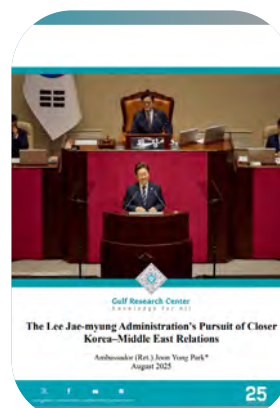 Gulf Research Center
Knowledge for All
The Lee Jae-myung Administration's Pursuit of Closer
Korea–Middle East Relations
Ambassador (Ret.) Joon Yong Park*
August 2025
25